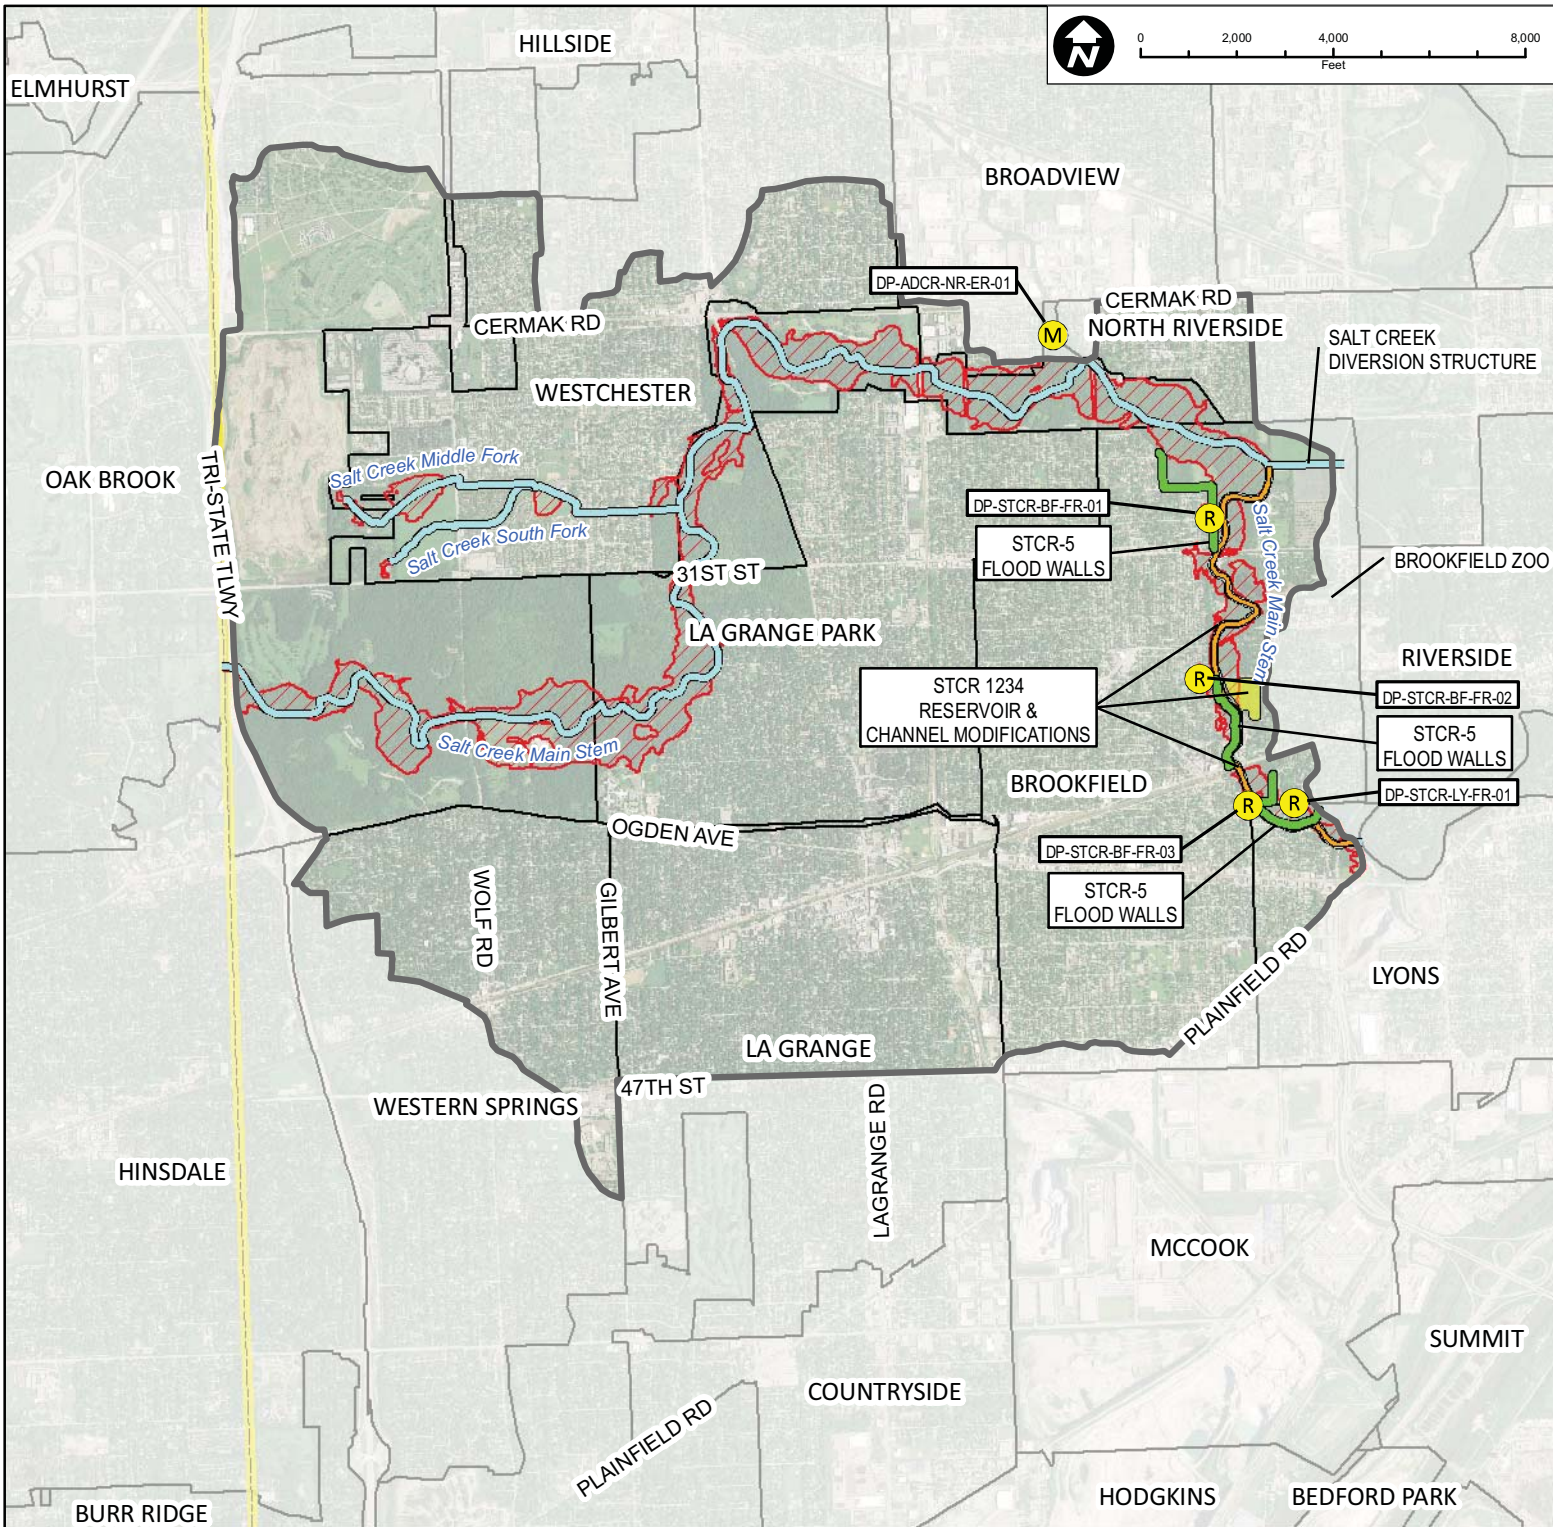 HILLSIDE
ELMHURST
N
0
2,000
4,000
8,000
Feet
BROADVIEW
DP-ADCR-NR-ER-01
M
CERMAK RD
NORTH RIVERSIDE
CERMAK RD
SALT CREEK
DIVERSION STRUCTURE
WESTCHESTER
OAK BROOK
TRI-STATE TLWY
Salt Creek Middle Fork
Salt Creek South Fork
DP-STCR-BF-FR-01
R
STCR-5
FLOOD WALLS
Salt Creek Main Stem
BROOKFIELD ZOO
31ST ST
LA GRANGE PARK
RIVERSIDE
STCR 1234
RESERVOIR &
CHANNEL MODIFICATIONS
R
DP-STCR-BF-FR-02
STCR-5
FLOOD WALLS
Salt Creek Main Stem
BROOKFIELD
R
R
DP-STCR-LY-FR-01
OGDEN AVE
DP-STCR-BF-FR-03
STCR-5
FLOOD WALLS
WOLF RD
GILBERT AVE
PLAINFIELD RD
LYONS
LA GRANGE
47TH ST
WESTERN SPRINGS
LAGRANGE RD
HINSDALE
MCCOOK
SUMMIT
COUNTRYSIDE
PLAINFIELD RD
BURR RIDGE
HODGKINS
BEDFORD PARK